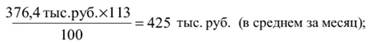 376,4 тыс.руб.×113
100
= 425 тыс. руб. (в среднем за месяц);